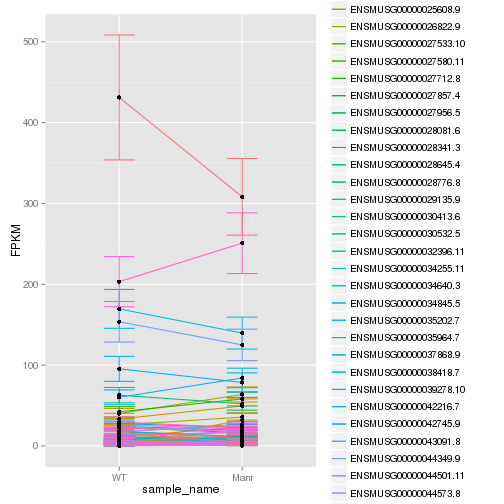 500
400
300
200
100
0
FPKM
WT
Manr
sample_name
ENSMUSG00000025608.9
ENSMUSG00000026822.9
ENSMUSG00000027533.10
ENSMUSG00000027580.11
ENSMUSG00000027712.8
ENSMUSG00000027857.4
ENSMUSG00000027956.5
ENSMUSG00000028081.6
ENSMUSG00000028341.3
ENSMUSG00000028645.4
ENSMUSG00000028776.8
ENSMUSG00000029135.9
ENSMUSG00000030413.6
ENSMUSG00000030532.5
ENSMUSG00000032396.11
ENSMUSG00000034255.11
ENSMUSG00000034640.3
ENSMUSG00000034845.5
ENSMUSG00000035202.7
ENSMUSG00000035964.7
ENSMUSG00000037868.9
ENSMUSG00000038418.7
ENSMUSG00000039278.10
ENSMUSG00000042216.7
ENSMUSG00000042745.9
ENSMUSG00000043091.8
ENSMUSG00000044349.9
ENSMUSG00000044501.11
ENSMUSG00000044573.8